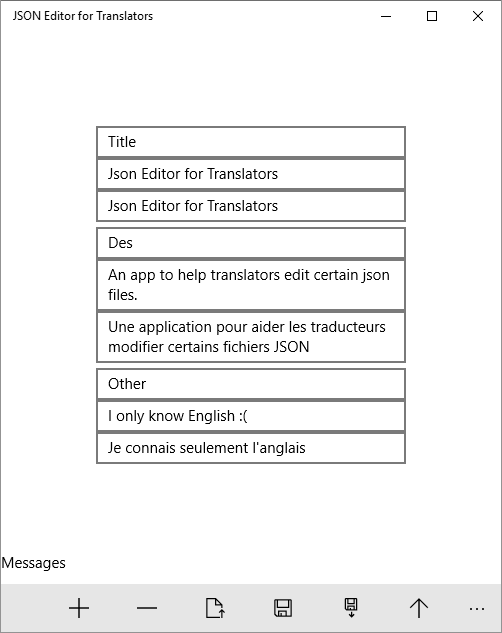 JSON Editor for Translators
Title
Json Editor for Translators
Json Editor for Translators
Des
An app to help translators edit certain json
files.
Une application pour aider les traducteurs
modifier certains fichiers JSON
Other
I only know English :(
Je connais seulement l'anglais
Messages